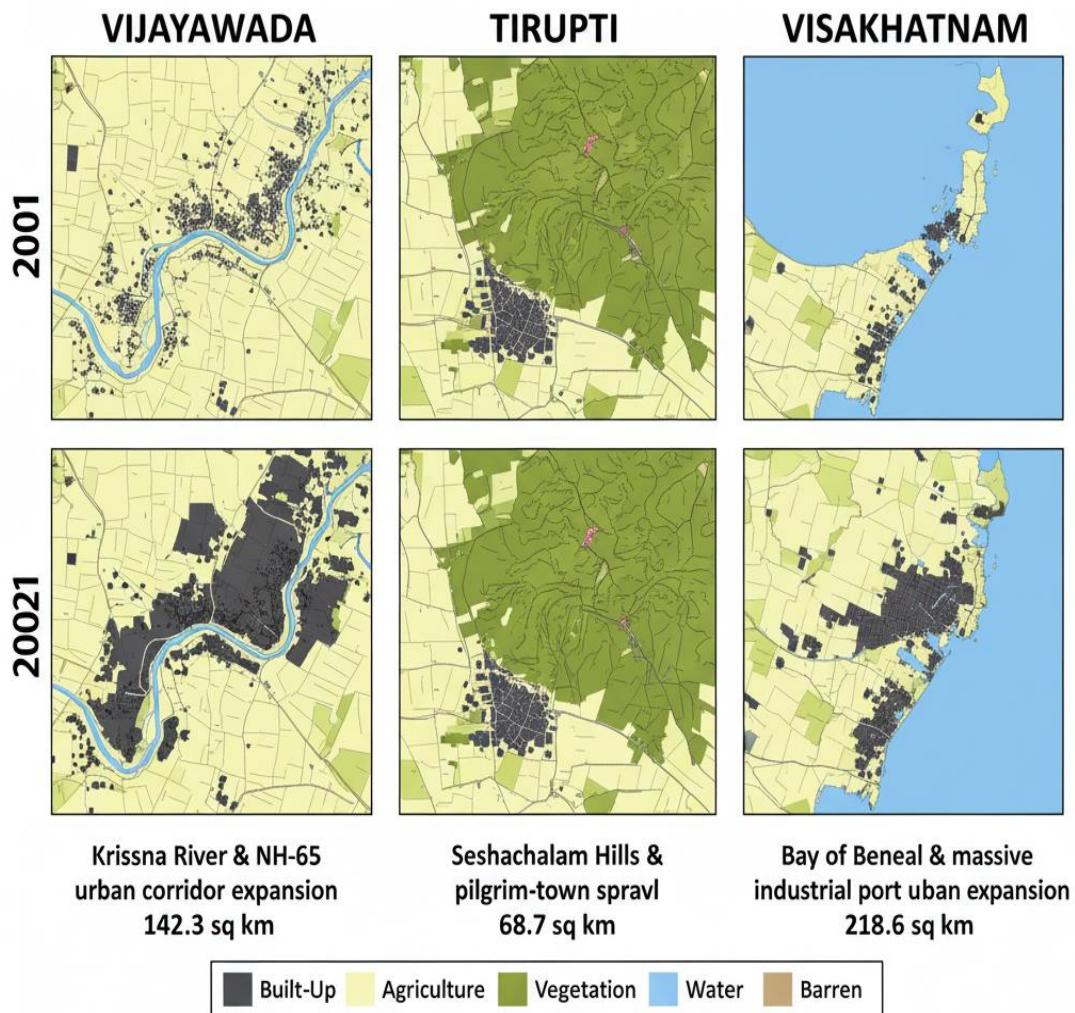 VIJAYAWADA
TIRUPTI
VISAKHATNAM
2001
20021
Krissna River & NH-65
urban corridor expansion
142.3 sq km
Seshachalam Hills &
pilgrim-town spravl
68.7 sq km
Bay of Beneal & massive
industrial port uban expansion
218.6 sq km
Built-Up
Agriculture
Vegetation
Water
Barren